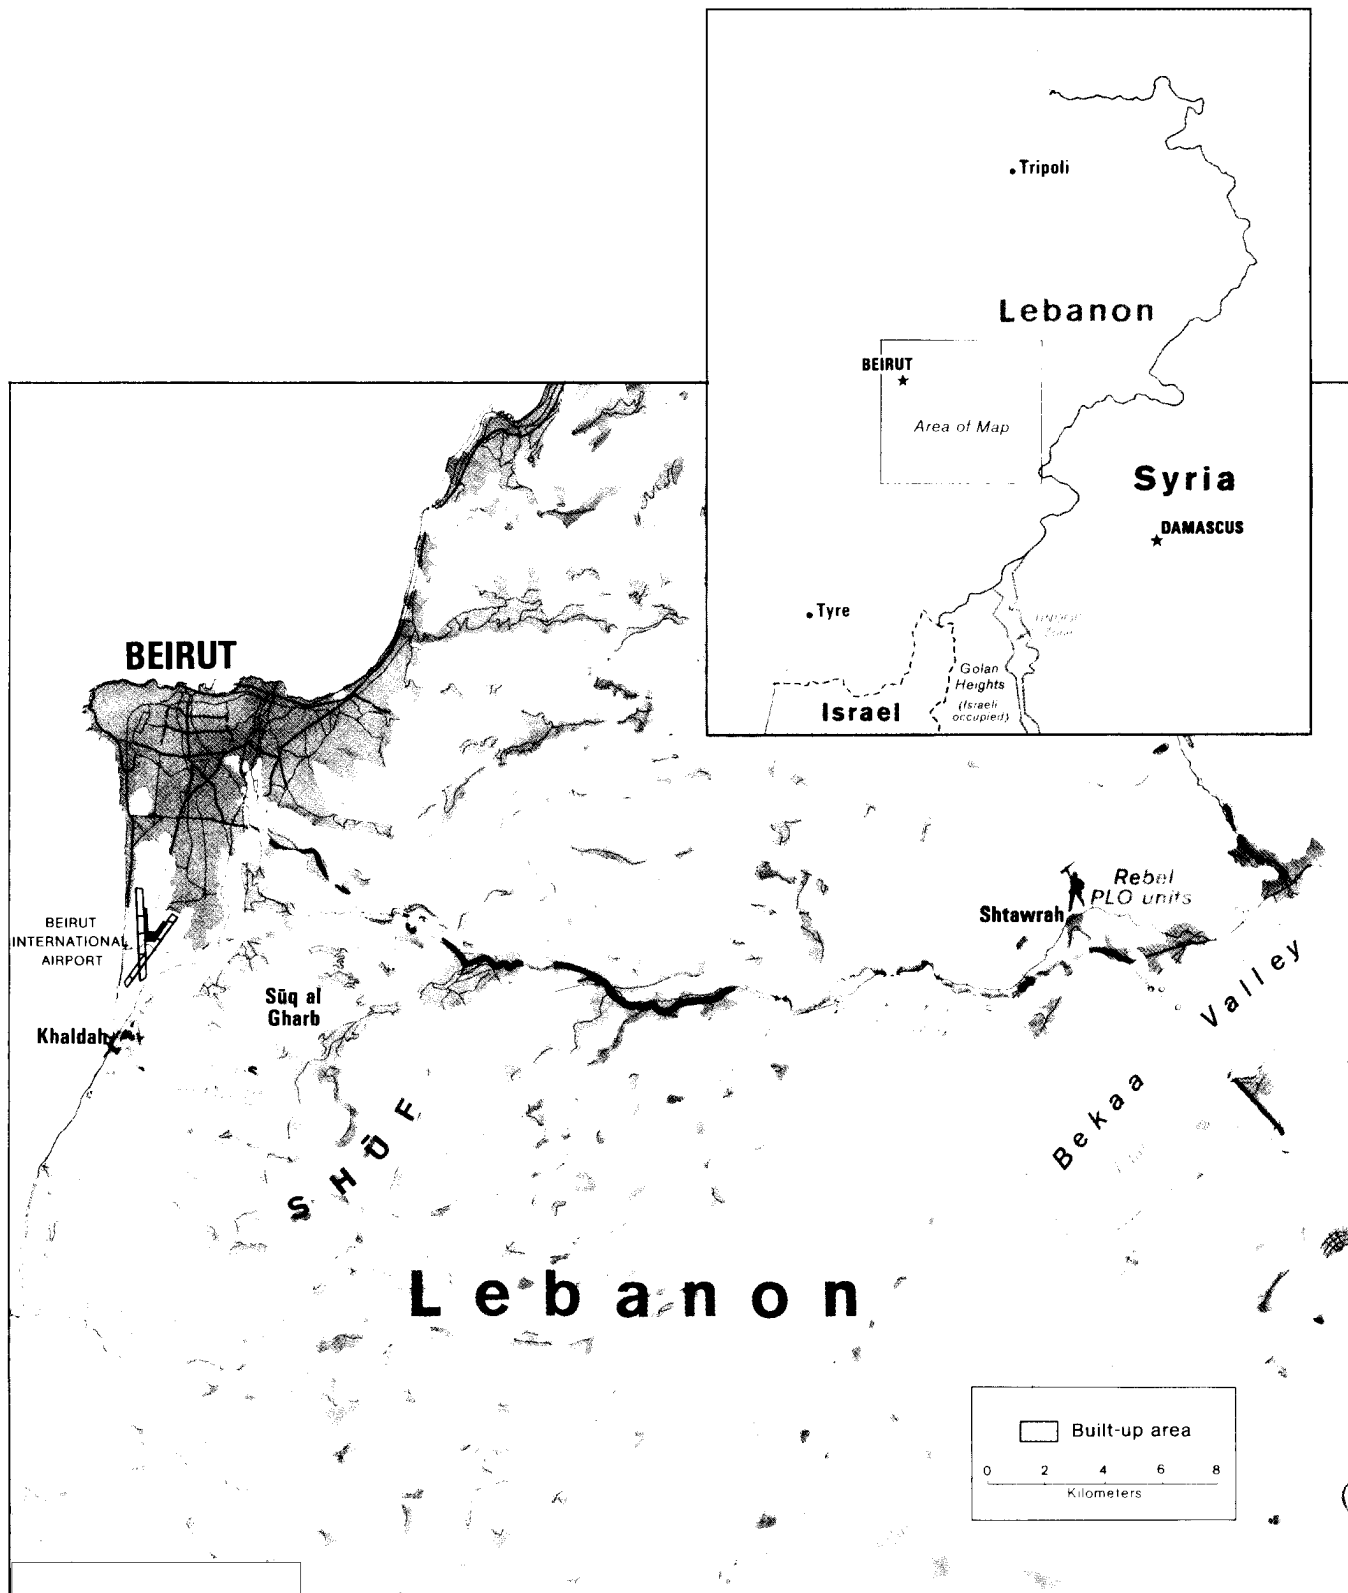 Tripoli
Lebanon
BEIRUT
Area of Map
Syria
DAMASCUS
Tyre
Golan
Heights
(Israeli
occupied)
Israel
BEIRUT
Rebel
PLO units
Shtawrah
BEIRUT
INTERNATIONAL
AIRPORT
Sūq al
Gharb
Khaldah
Bekaa Valley
SHŪF
Lebanon
Built-up area
0 2 4 6 8
Kilometers